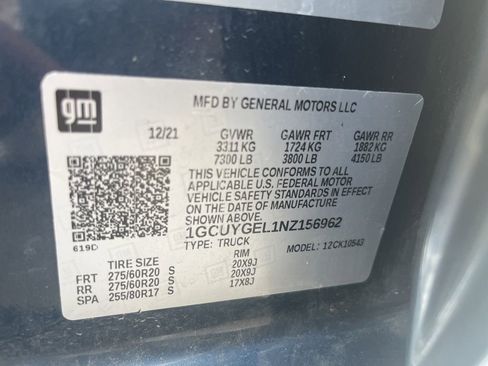 gm
MFD BY GENERAL MOTORS LLC
12/21 GVWR GAWR FRT GAWR RR
3311 KG 1724 KG 1882 KG
7300 LB 3800 LB 4150 LB
THIS VEHICLE CONFORMS TO ALL
APPLICABLE U.S. FEDERAL MOTOR
VEHICLE SAFETY STANDARDS IN EFFECT
ON THE DATE OF MANUFACTURE SHOWN ABOVE.
619D 1GCUYGEL1NZ156962
TYPE: TRUCK 12CK10543
TIRE SIZE RIM
FRT 275/60R20 S 20X9J
RR 275/60R20 S 20X9J
SPA 255/80R17 S 17X8J